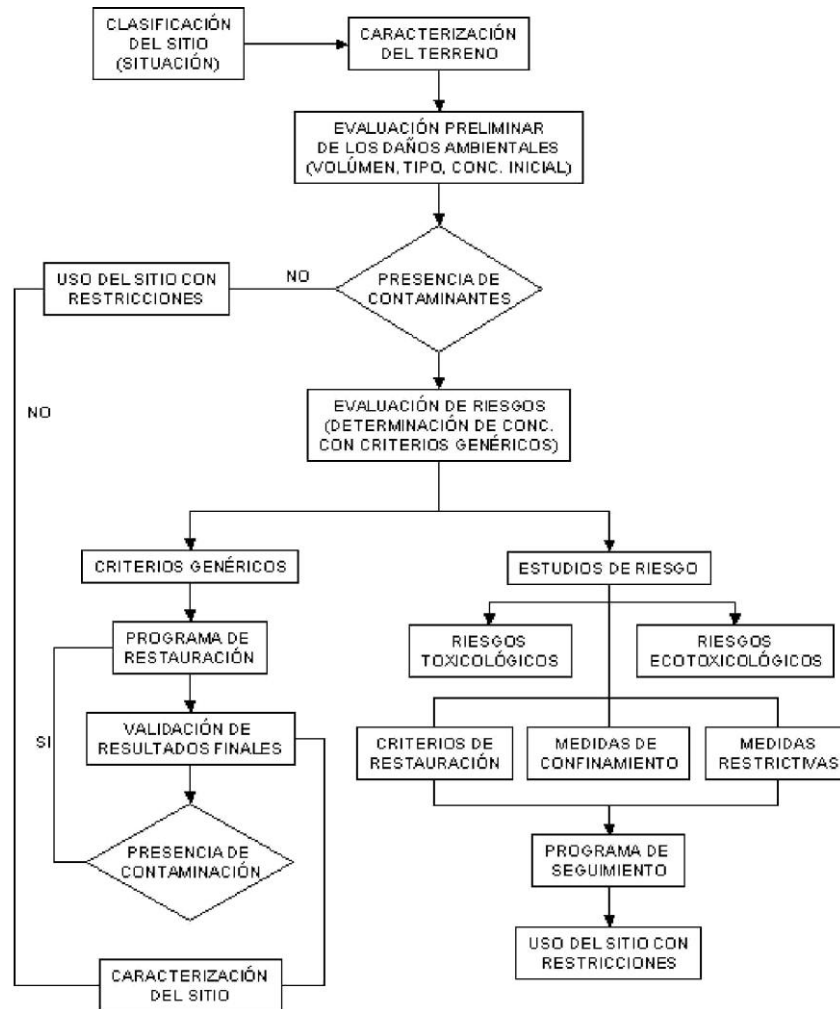 CLASIFICACIÓN
DEL SITIO
(SITUACIÓN)
CARACTERIZACIÓN
DEL TERRENO
EVALUACIÓN PRELIMINAR
DE LOS DAÑOS AMBIENTALES
(VOLÚMEN, TIPO, CONC. INICIAL)
PRESENCIA DE
CONTAMINANTES
NO
USO DEL SITIO CON
RESTRICCIONES
NO
EVALUACIÓN DE RIESGOS
(DETERMINACIÓN DE CONC.
CON CRITERIOS GENÉRICOS)
CRITERIOS GENÉRICOS
PROGRAMA DE
RESTAURACIÓN
VALIDACIÓN DE
RESULTADOS FINALES
SI
PRESENCIA DE
CONTAMINACIÓN
CARACTERIZACIÓN
DEL SITIO
ESTUDIOS DE RIESGO
RIESGOS
TOXICOLÓGICOS
RIESGOS
ECOTOXICOLÓGICOS
CRITERIOS DE
RESTAURACIÓN
MEDIDAS DE
CONFINAMIENTO
MEDIDAS
RESTRICTIVAS
PROGRAMA DE
SEGUIMIENTO
USO DEL SITIO CON
RESTRICCIONES